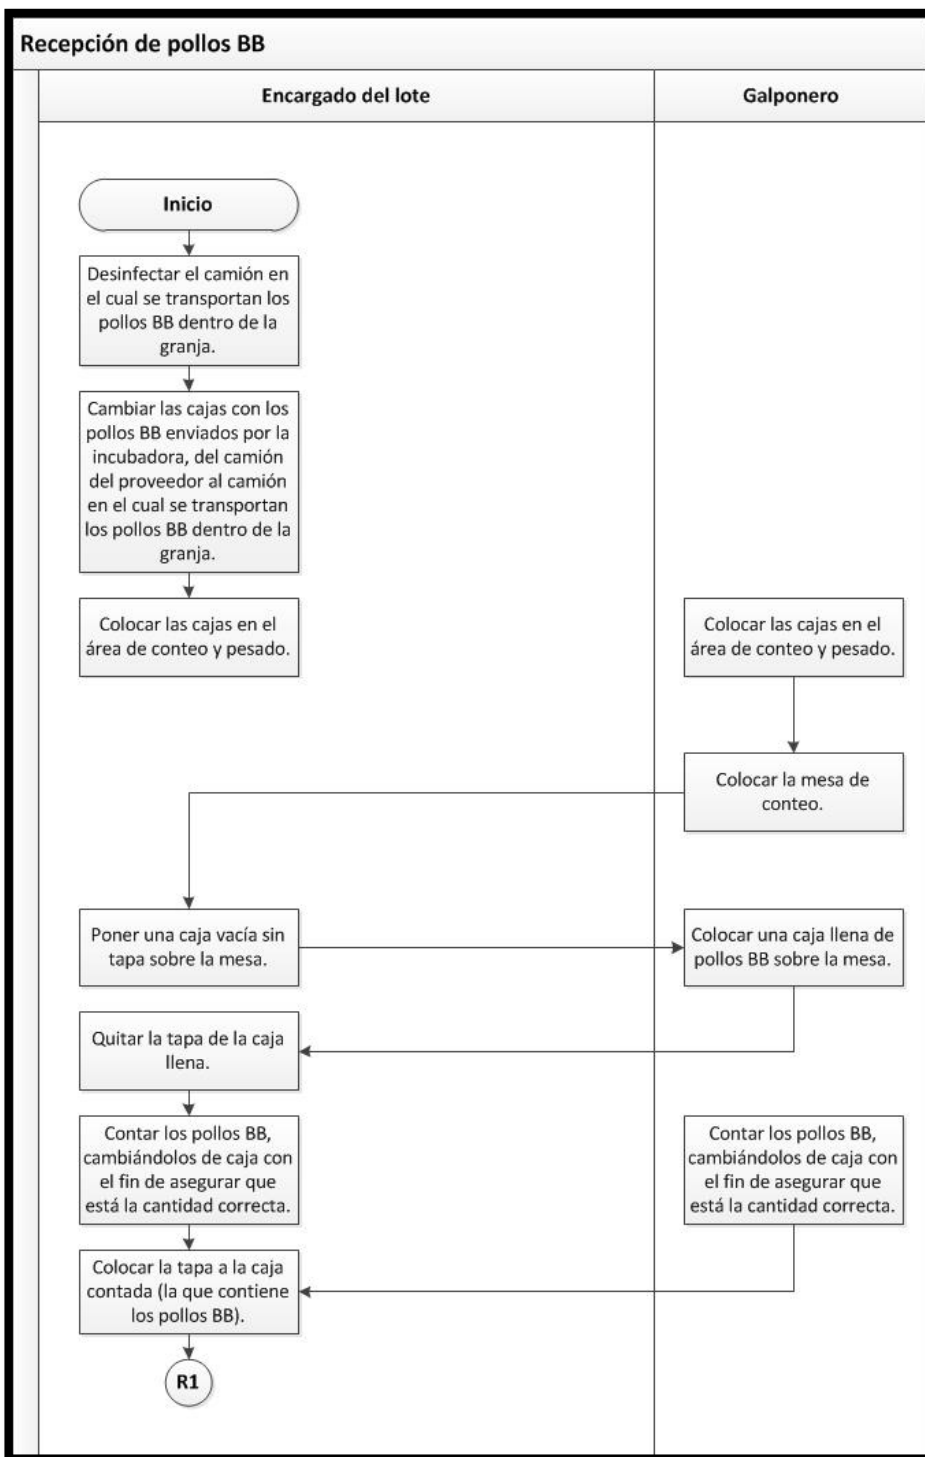 Recepción de pollos BB
Encargado del lote
Galponero
Inicio
Desinfectar el camión en
el cual se transportan los
pollos BB dentro de la
granja.
Cambiar las cajas con los
pollos BB enviados por la
incubadora, del camión
del proveedor al camión
en el cual se transportan
los pollos BB dentro de la
granja.
Colocar las cajas en el
área de conteo y pesado.
Colocar las cajas en el
área de conteo y pesado.
Colocar la mesa de
conteo.
Poner una caja vacía sin
tapa sobre la mesa.
Colocar una caja llena de
pollos BB sobre la mesa.
Quitar la tapa de la caja
llena.
Contar los pollos BB,
cambiándolos de caja con
el fin de asegurar que
está la cantidad correcta.
Contar los pollos BB,
cambiándolos de caja con
el fin de asegurar que
está la cantidad correcta.
Colocar la tapa a la caja
contada (la que contiene
los pollos BB).
R1